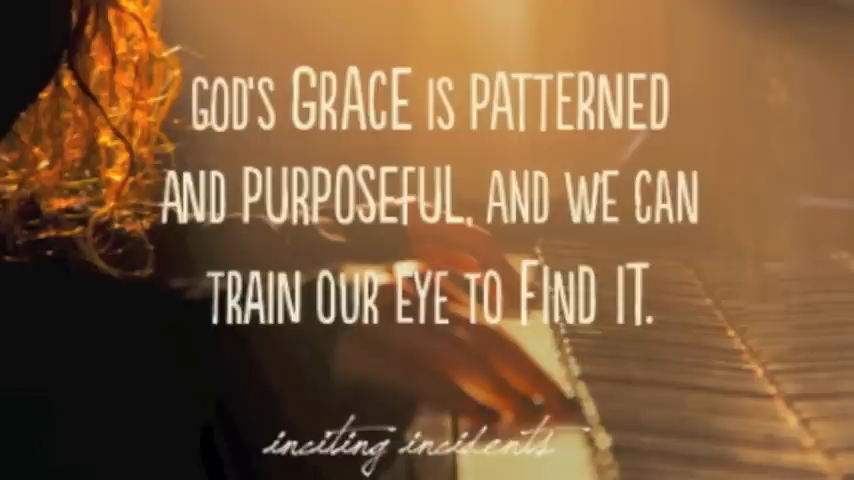 GOD'S GRACE IS PATTERNED
AND PURPOSEFUL, AND WE CAN
TRAIN OUR EYE TO FIND IT.
inciting incidents